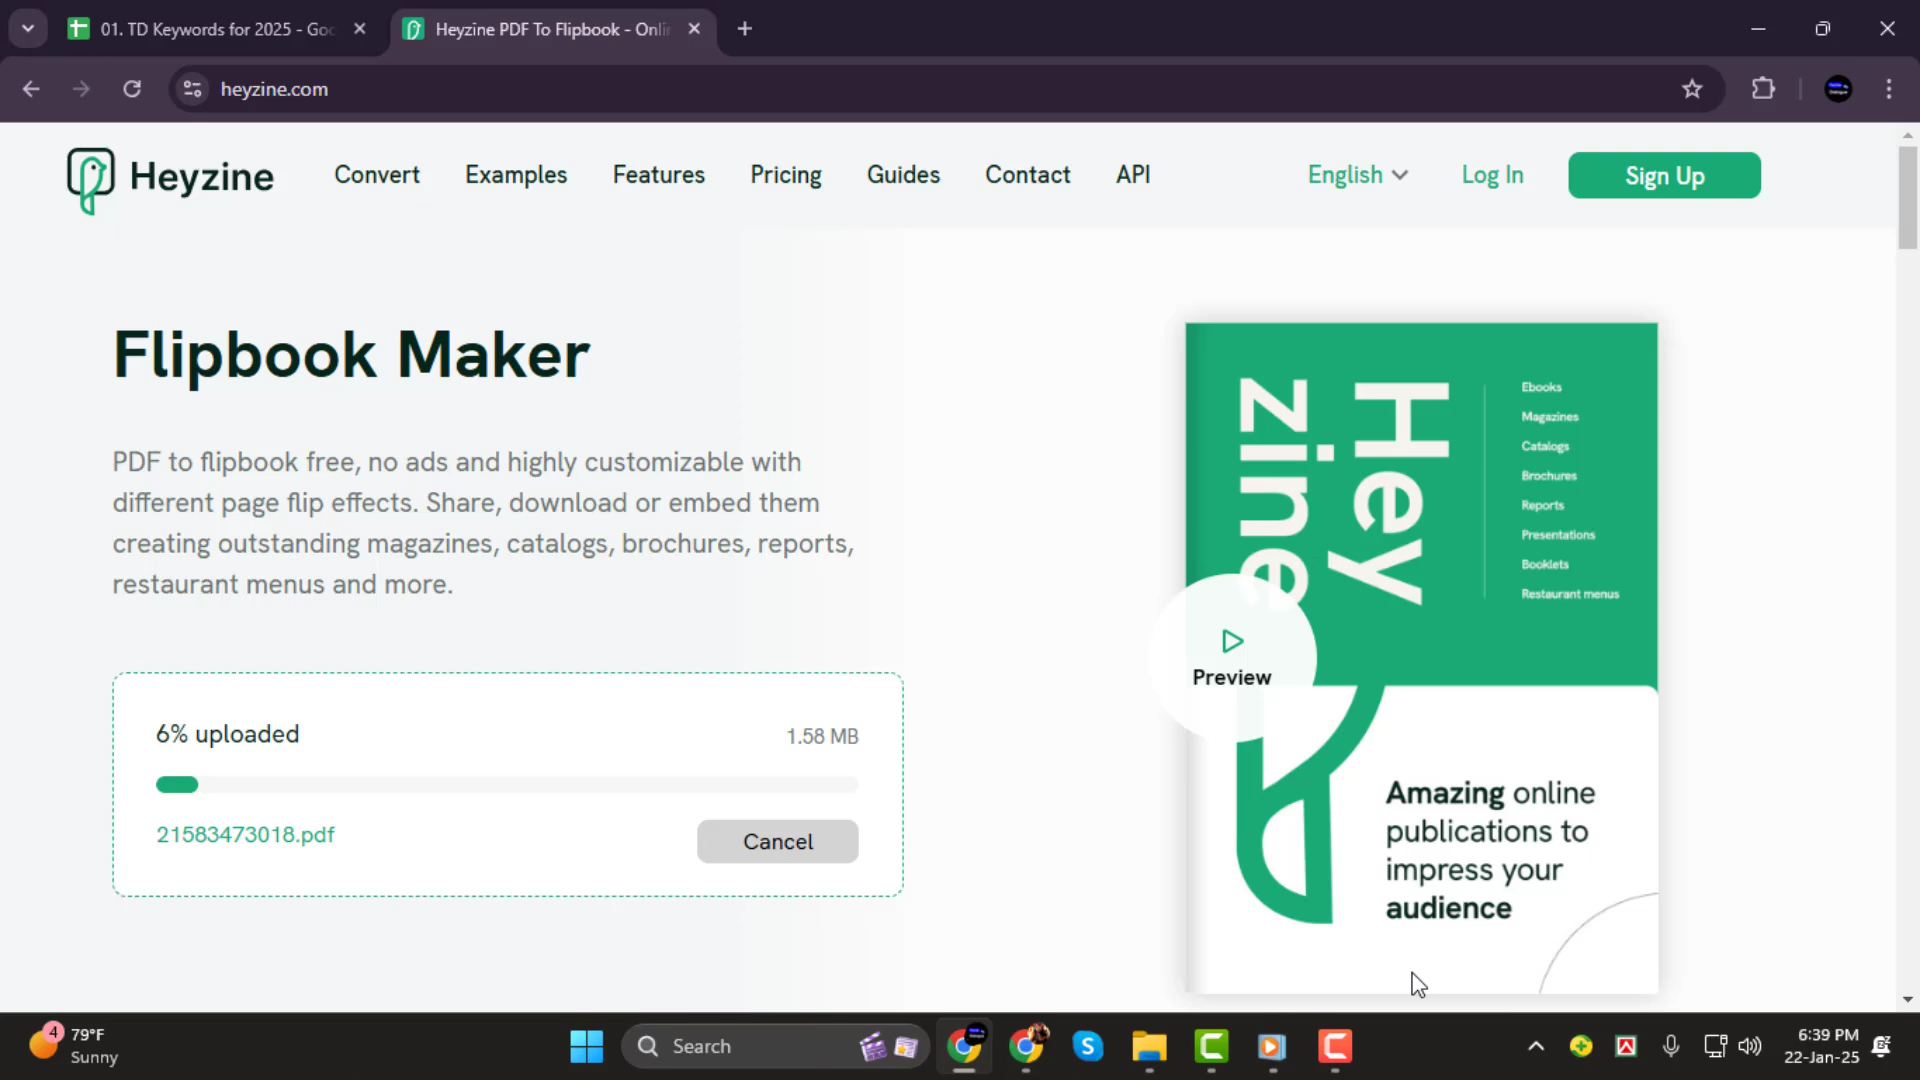 01. TD Keywords for 2025 - Goo
Heyzine PDF To Flipbook - Onli
heyzine.com
Heyzine
Convert
Examples
Features
Pricing
Guides
Contact
API
English
Log In
Sign Up
Flipbook Maker
PDF to flipbook free, no ads and highly customizable with
different page flip effects. Share, download or embed them
creating outstanding magazines, catalogs, brochures, reports,
restaurant menus and more.
6% uploaded
1.58 MB
21583473018.pdf
Cancel
Hey
zine
Ebooks
Magazines
Catalogs
Brochures
Reports
Presentations
Booklets
Restaurant menus
Preview
Amazing online
publications to
impress your
audience
4
79°F
Sunny
Search
6:39 PM
22-Jan-25